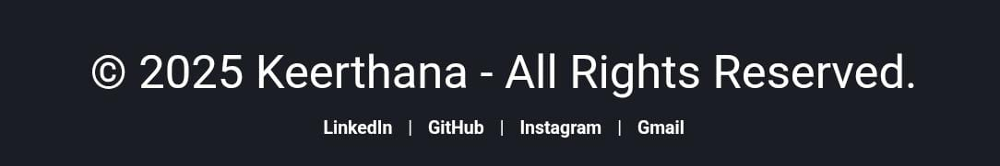 © 2025 Keerthana - All Rights Reserved.
LinkedIn | GitHub | Instagram | Gmail